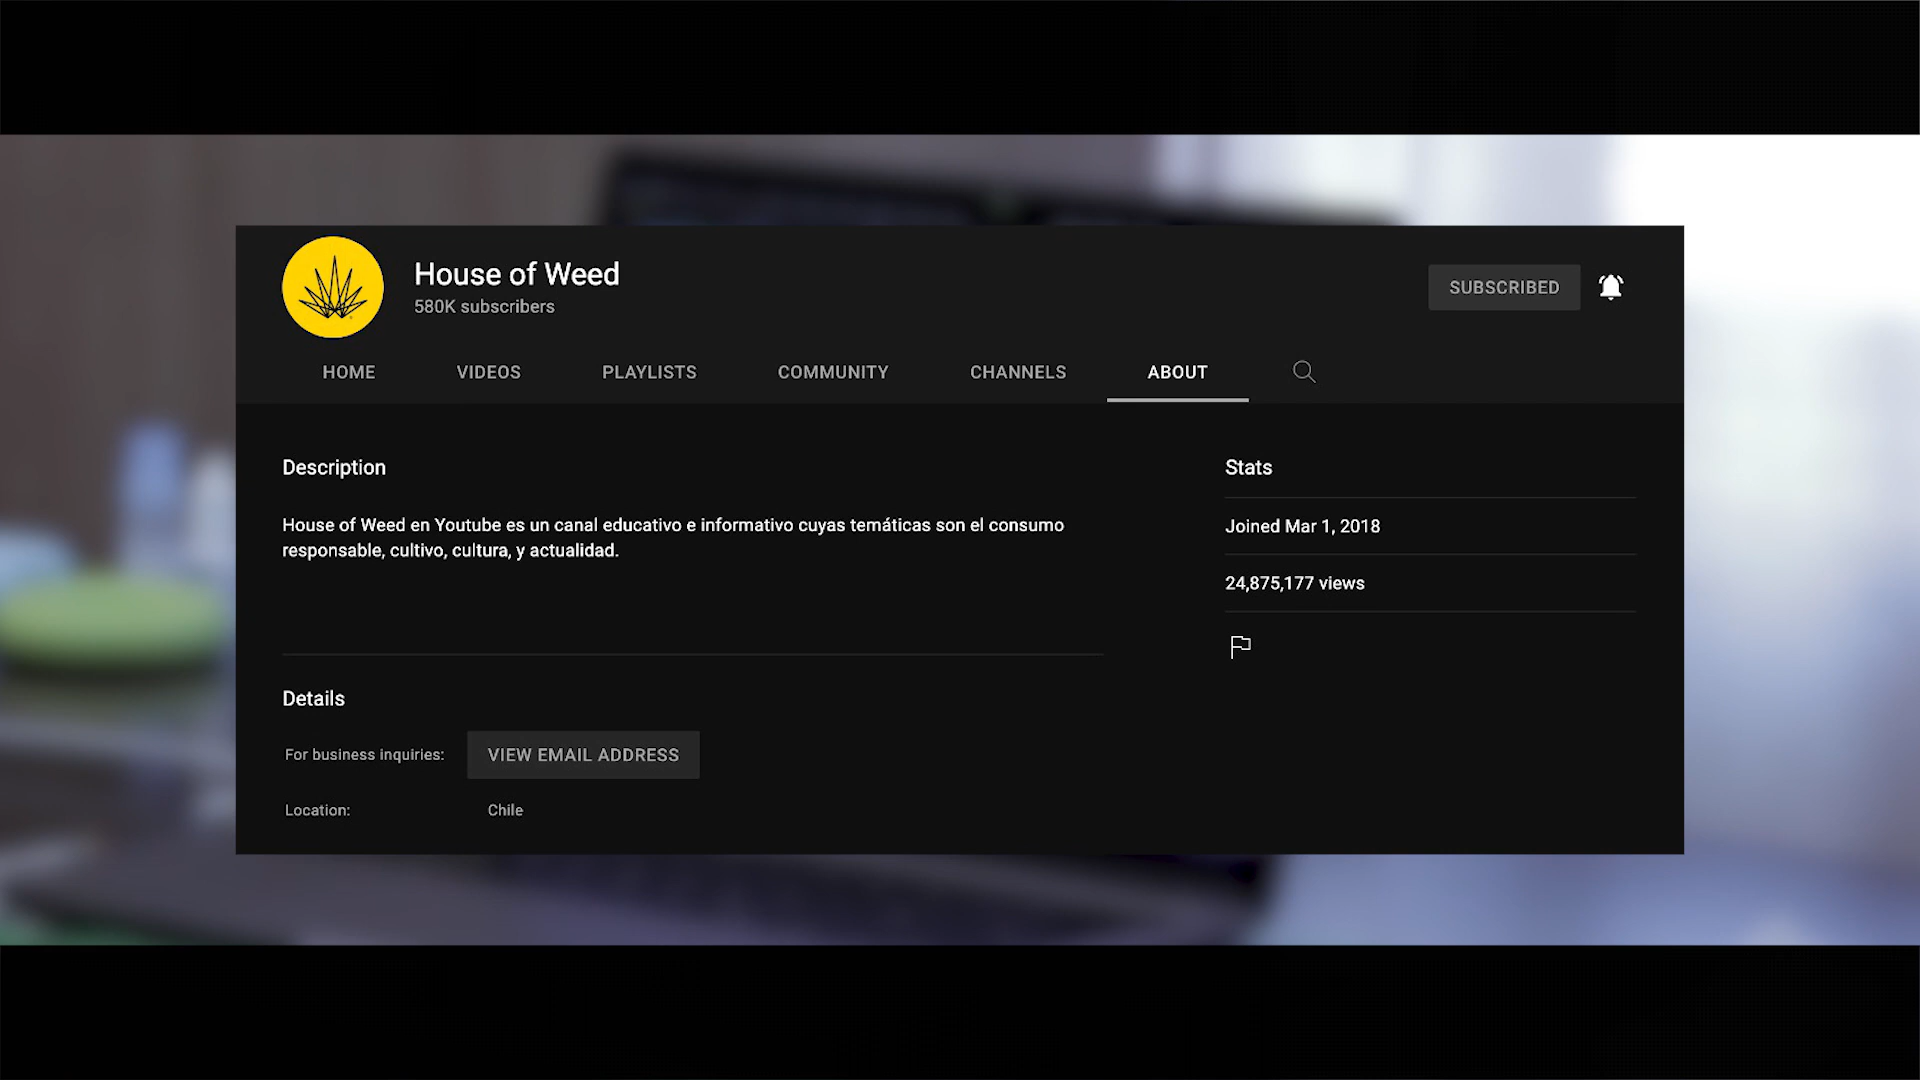 House of Weed
580K subscribers
SUBSCRIBED
HOME VIDEOS PLAYLISTS COMMUNITY CHANNELS ABOUT
Description
House of Weed en Youtube es un canal educativo e informativo cuyas temáticas son el consumo
responsable, cultivo, cultura, y actualidad.
Stats
Joined Mar 1, 2018
24,875,177 views
Details
For business inquiries: VIEW EMAIL ADDRESS
Location: Chile